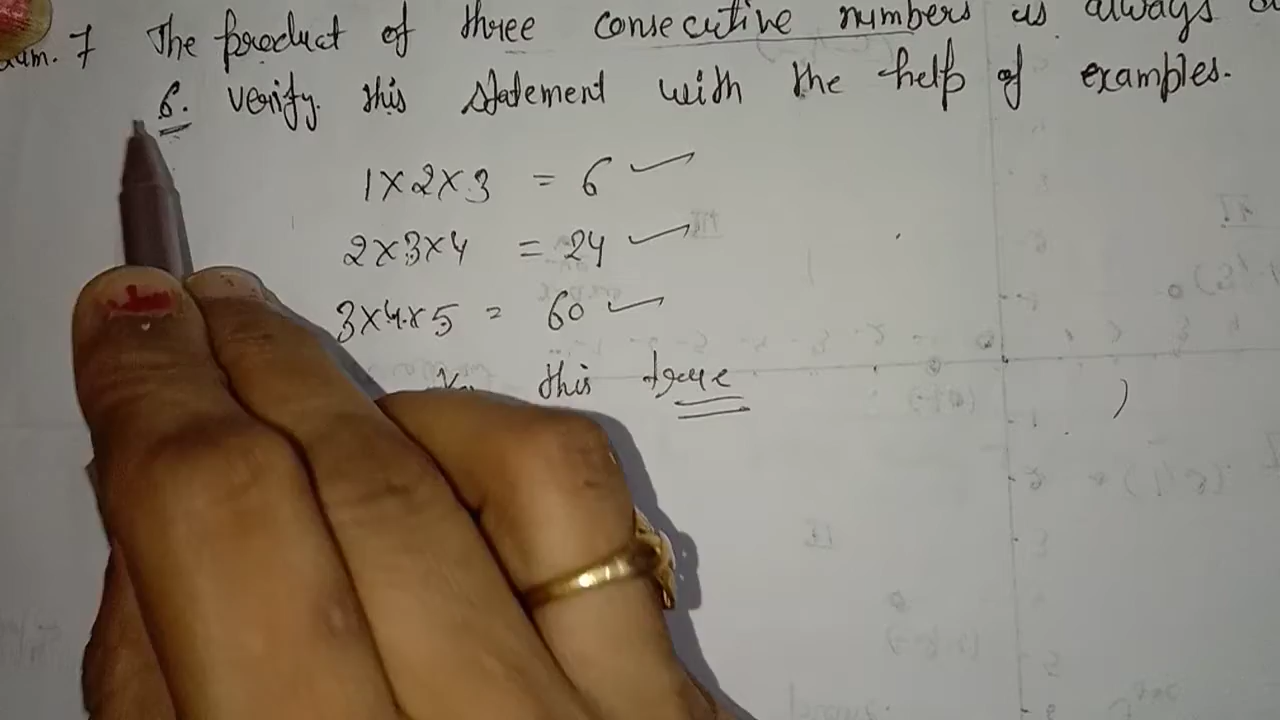 7 The product of three consecutive numbers is always
6. verify this statement with the help of examples.
1×2×3 = 6
2×3×4 = 24
3×4×5 = 60
this true